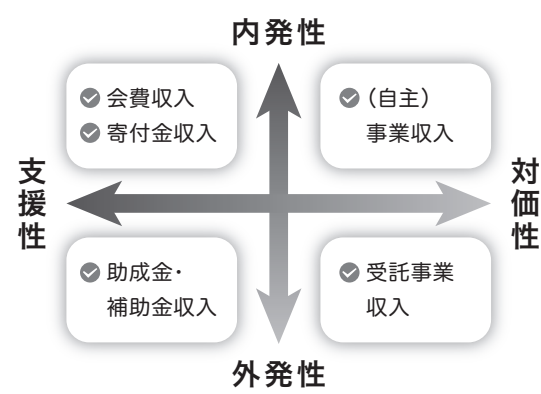 内発性
会費収入
寄付金収入
（自主）
事業収入
支援性
対価性
助成金・
補助金収入
受託事業
収入
外発性